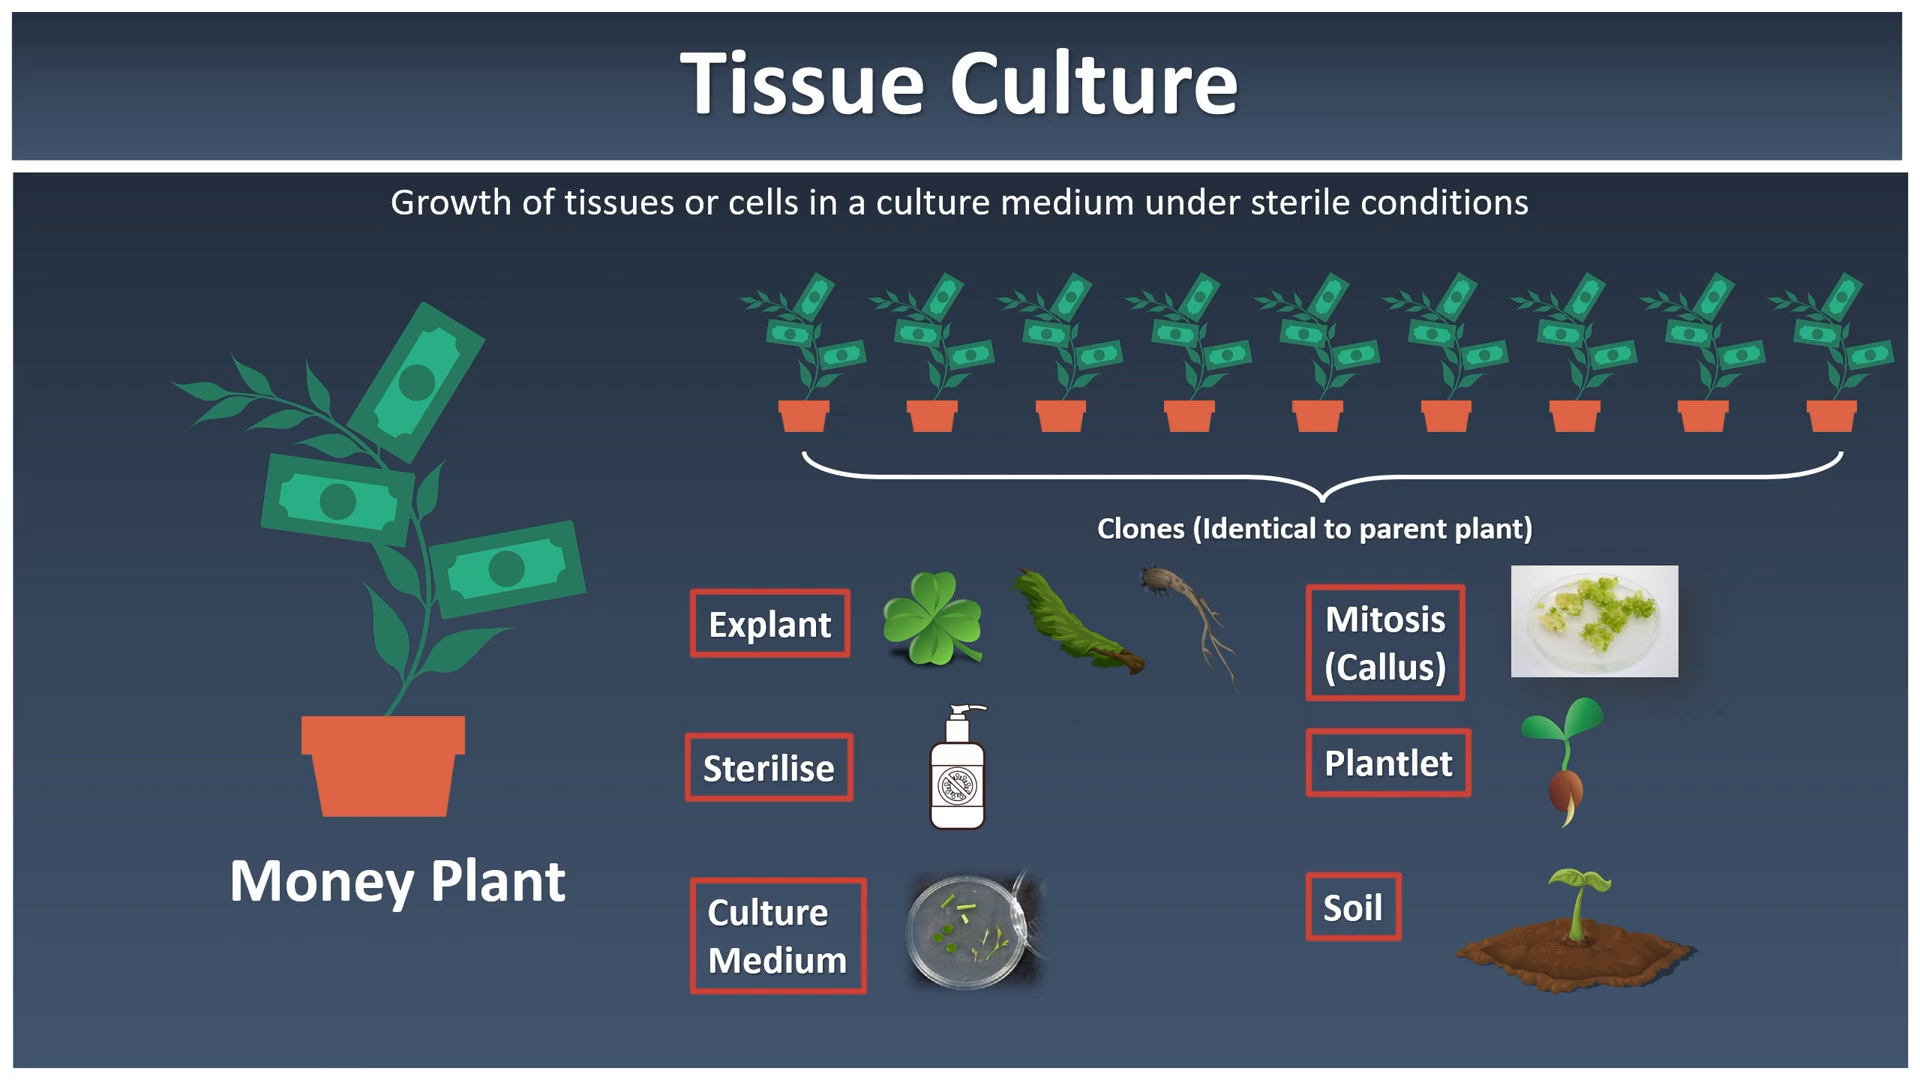 Tissue Culture
Growth of tissues or cells in a culture medium under sterile conditions
Clones (Identical to parent plant)
Money Plant
Explant
Sterilise
Culture
Medium
Mitosis
(Callus)
Plantlet
Soil